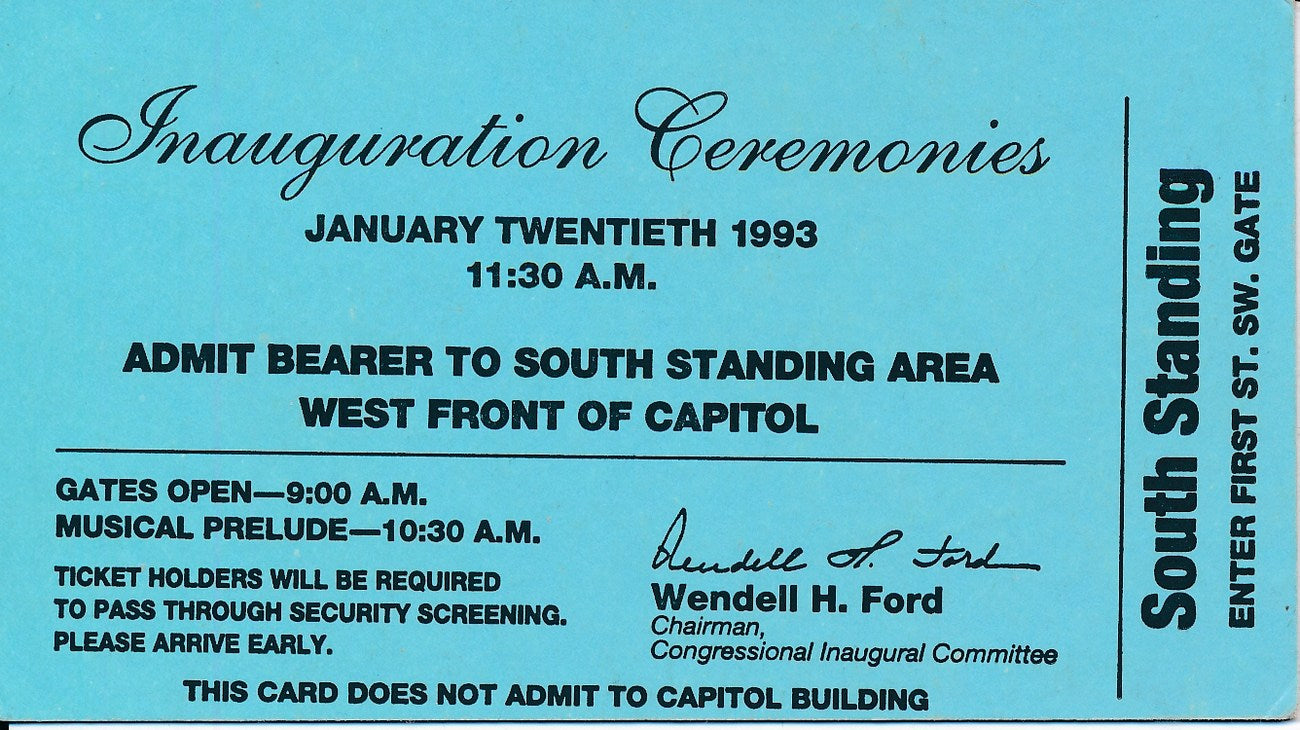 Inauguration Ceremonies
JANUARY TWENTIETH 1993
11:30 A.M.
ADMIT BEARER TO SOUTH STANDING AREA
WEST FRONT OF CAPITOL
GATES OPEN—9:00 A.M.
MUSICAL PRELUDE—10:30 A.M.
TICKET HOLDERS WILL BE REQUIRED
TO PASS THROUGH SECURITY SCREENING.
PLEASE ARRIVE EARLY.
Wendell H. Ford
Wendell H. Ford
Chairman,
Congressional Inaugural Committee
THIS CARD DOES NOT ADMIT TO CAPITOL BUILDING
South Standing
ENTER FIRST ST. SW. GATE